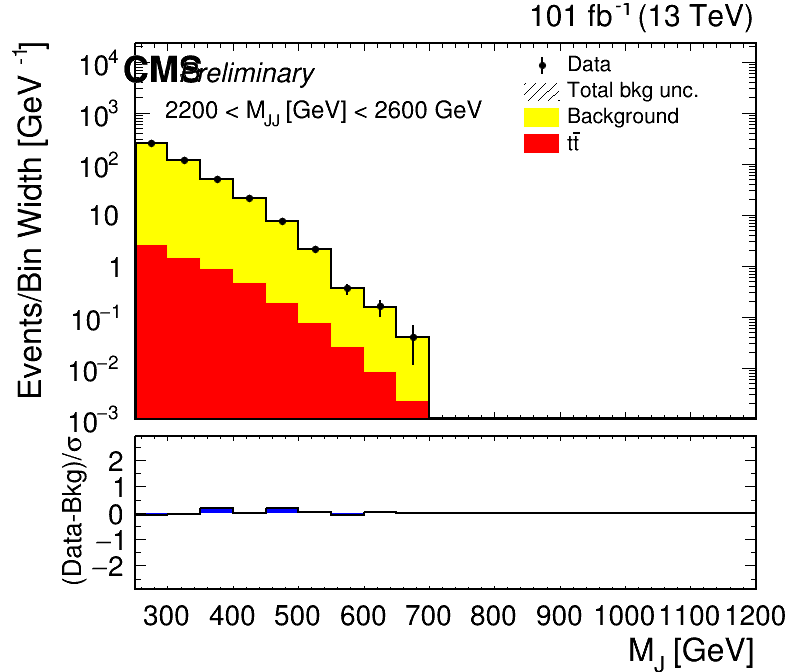 101 fb⁻¹ (13 TeV)
CMS Preliminary
2200 < M_JJ [GeV] < 2600 GeV
Data
Total bkg unc.
Background
tt̄
Events/Bin Width [GeV⁻¹]
10⁴
10³
10²
10
1
10⁻¹
10⁻²
10⁻³
(Data-Bkg)/σ
2
1
0
−1
−2
300 400 500 600 700 800 900 1000 1100 1200
M_J [GeV]